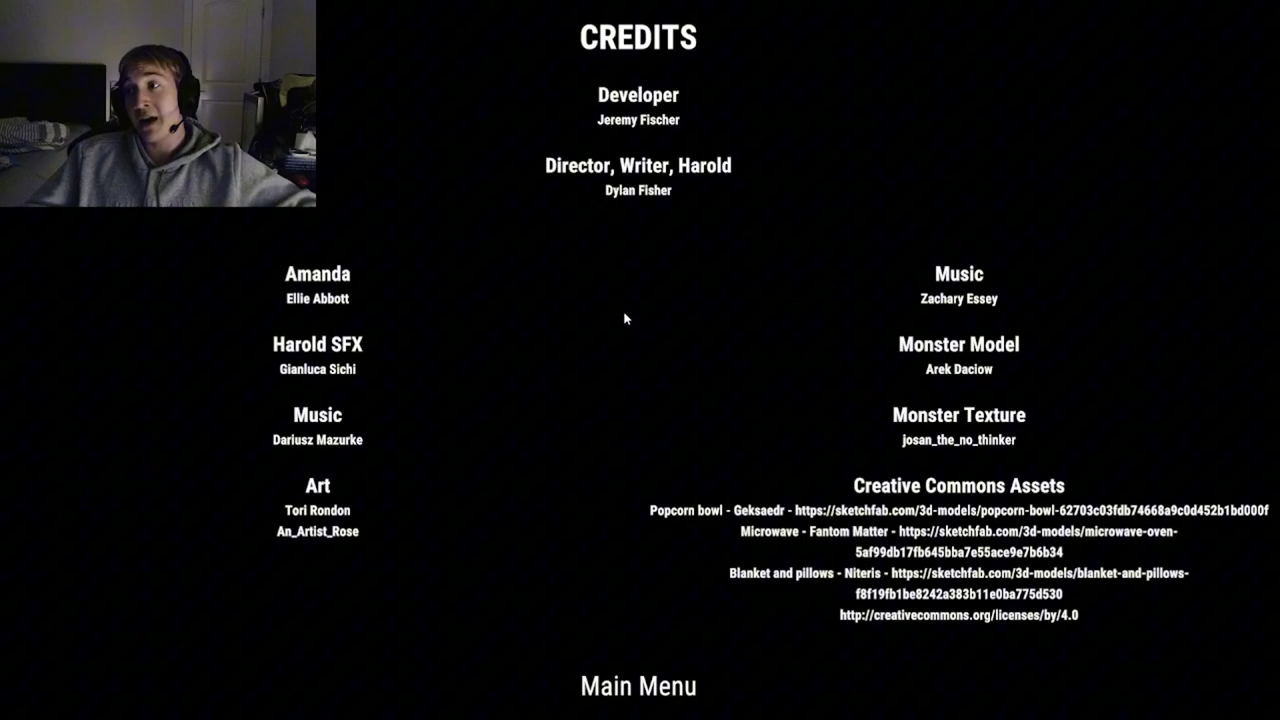 CREDITS
Developer
Jeremy Fischer
Director, Writer, Harold
Dylan Fisher
Amanda
Ellie Abbott
Harold SFX
Gianluca Sichi
Music
Dariusz Mazurke
Art
Tori Rondon
An_Artist_Rose
Music
Zachary Essey
Monster Model
Arek Daciow
Monster Texture
josan_the_no_thinker
Creative Commons Assets
Popcorn bowl - Geksaedr - https://sketchfab.com/3d-models/popcorn-bowl-62703c03fdb74668a9c0d452b1bd000f
Microwave - Fantom Matter - https://sketchfab.com/3d-models/microwave-oven-
5af99db17fb645bba7e55ace9e7b6b34
Blanket and pillows - Niteris - https://sketchfab.com/3d-models/blanket-and-pillows-
f8f19fb1be8242a383b11e0ba775d530
http://creativecommons.org/licenses/by/4.0
Main Menu